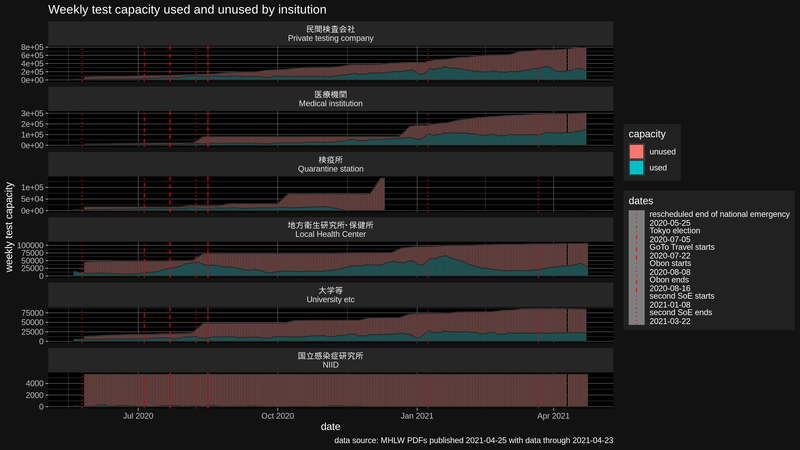 Weekly test capacity used and unused by insitution
民間検査会社
Private testing company
8e+05
6e+05
4e+05
2e+05
0e+00
医療機関
Medical institution
3e+05
2e+05
1e+05
0e+00
検疫所
Quarantine station
1e+05
5e+04
0e+00
地方衛生研究所・保健所
Local Health Center
100000
75000
50000
25000
0
大学等
University etc
75000
50000
25000
0
国立感染症研究所
NIID
4000
2000
0
weekly test capacity
Jul 2020
Oct 2020
Jan 2021
Apr 2021
date
data source: MHLW PDFs published 2021-04-25 with data through 2021-04-23
capacity
unused
used
dates
rescheduled end of national emergency
2020-05-25
Tokyo election
2020-07-05
GoTo Travel starts
2020-07-22
Obon starts
2020-08-08
Obon ends
2020-08-16
second SoE starts
2021-01-08
second SoE ends
2021-03-22